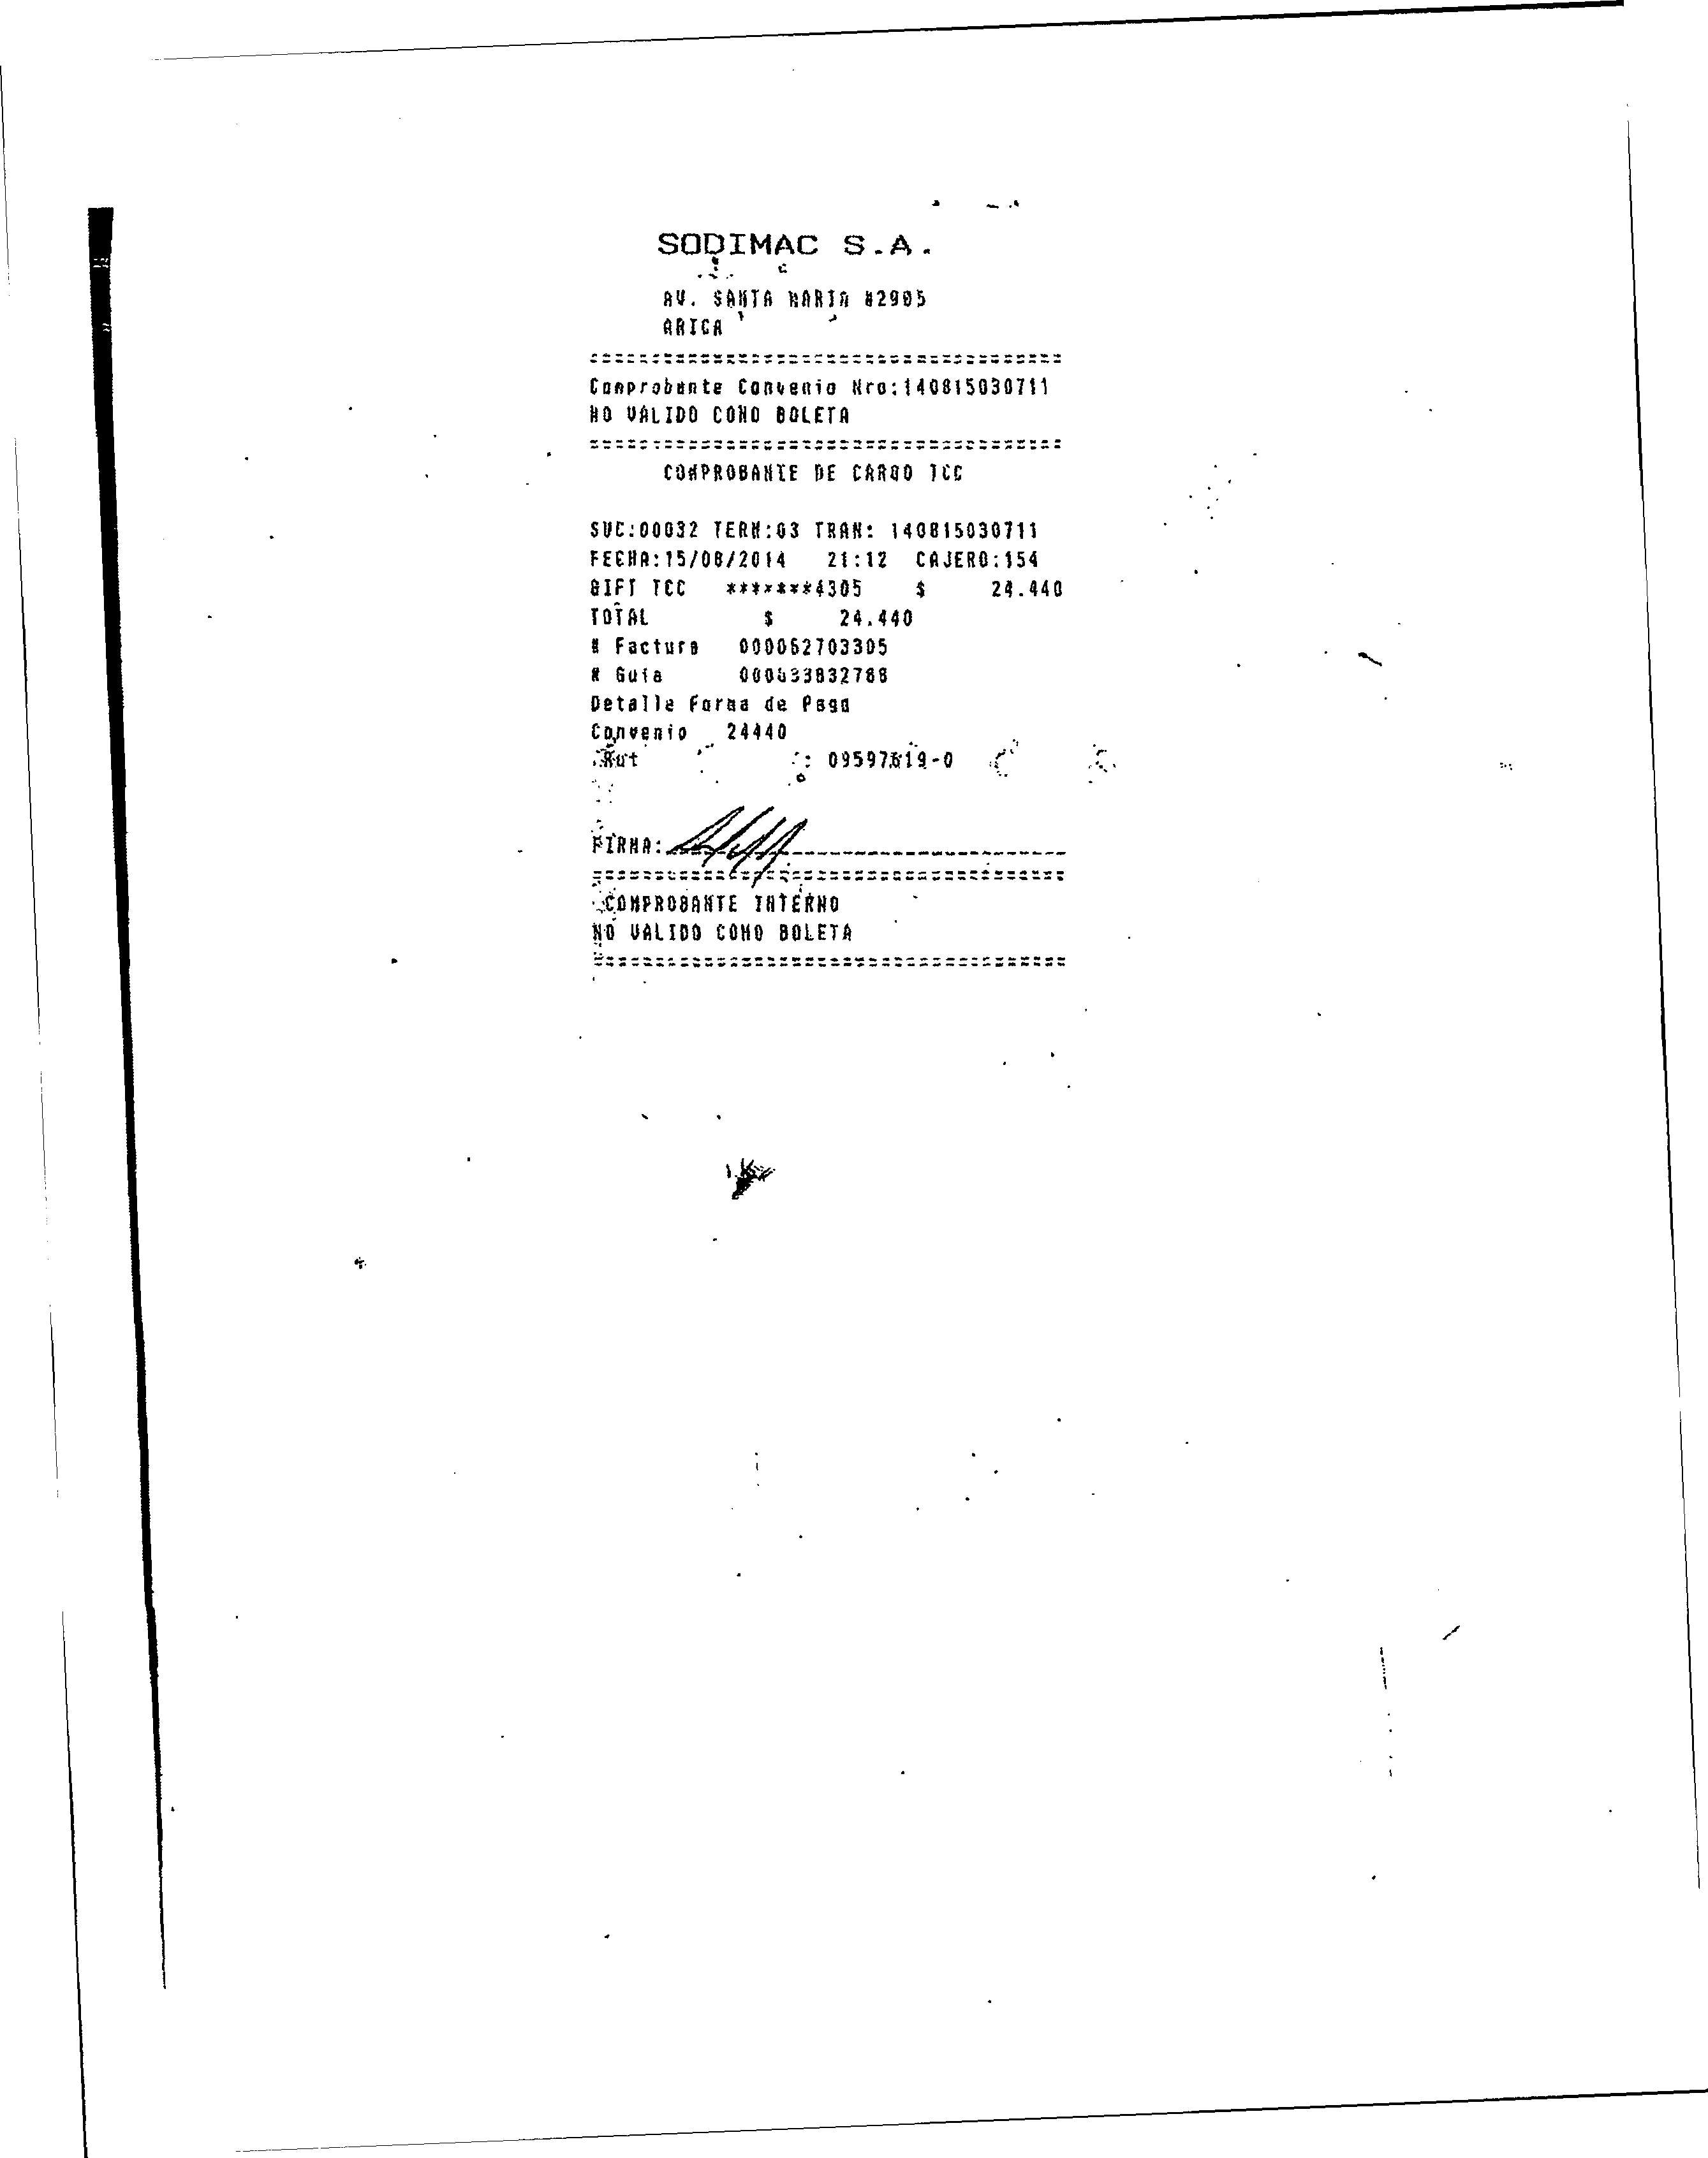 SODIMAC S.A.
AV. SANTA MARIA #2905
ARICA
======================================
Comprobante Convenio Nro:140815030711
NO VALIDO COMO BOLETA
======================================
COMPROBANTE DE CARGO TCC
SUC:00032 TERM:03 TRAN: 140815030711
FECHA:15/08/2014 21:12 CAJERO:154
GIFT TCC *******4305 $ 24.440
TOTAL $ 24.440
# Factura 000062703305
# Guia
Detalle Forma de Pago
Convenio 24440
Rut :
FIRMA:
======================================
COMPROBANTE INTERNO
NO VALIDO COMO BOLETA
======================================